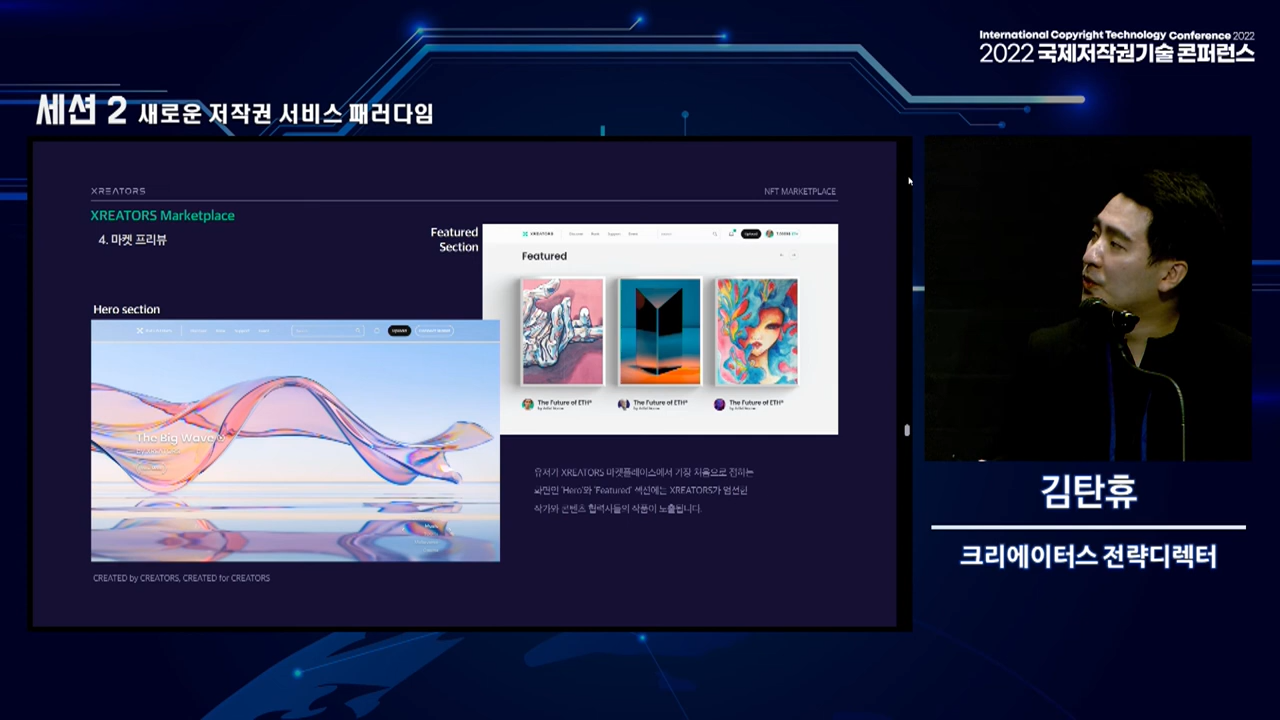 International Copyright Technology Conference 2022
2022 국제저작권기술 콘퍼런스
세션 2 새로운 저작권 서비스 패러다임
XREATORS
NFT MARKETPLACE
XREATORS Marketplace
4. 마켓 프리뷰
Featured
Section
XREATORS
Upload
Featured
The Future of ETH®
The Future of ETH®
The Future of ETH®
Hero section
Upload
The Big Wave
유저가 XREATORS 마켓플레이스에서 가장 처음으로 접하는
화면인 'Hero'와 'Featured' 섹션에는 XREATORS가 엄선한
작가와 콘텐츠 협력사들의 작품이 노출됩니다.
CREATED by CREATORS, CREATED for CREATORS
김탄휴
크리에이터스 전략디렉터